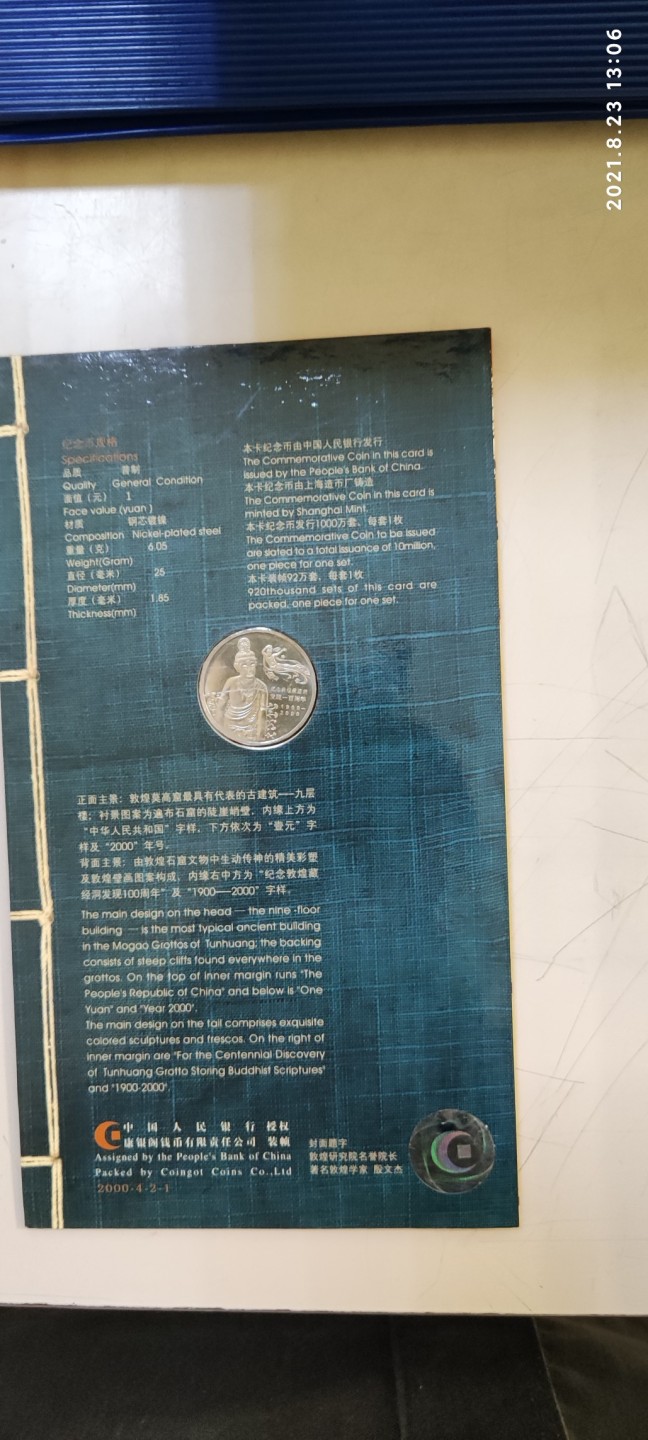 2021.8.23 13:06
纪念币规格
Specifications
品质 普制
Quality General Condition
面值（元） 1
Face value (yuan)
材质 钢芯镀镍
Composition Nickel-plated steel
重量（克） 6.05
Weight(Gram)
直径（毫米） 25
Diameter(mm)
厚度（毫米） 1.85
Thickness(mm)
本卡纪念币由中国人民银行发行
The Commemorative Coin in this card is
issued by the People's Bank of China.
本卡纪念币由上海造币厂铸造
The Commemorative Coin in this card is
minted by Shanghai Mint.
本卡纪念币发行1000万套、每套1枚
The Commemorative Coin to be issued
are slated to a total issuance of 10million,
one piece for one set.
本卡装帧92万套，每套1枚
920thousand sets of this card are
packed, one piece for one set.
1900-
2000
正面主景：敦煌莫高窟最具有代表的古建筑——九层
楼；衬景图案为遍布石窟的陡崖峭壁，内缘上方为
“中华人民共和国”字样，下方依次为“壹元”字
样及“2000”年号。
背面主景：由敦煌石窟文物中生动传神的精美彩塑
及敦煌壁画图案构成，内缘右中方为“纪念敦煌藏
经洞发现100周年”及“1900——2000”字样。
The main design on the head — the nine -floor
building — is the most typical ancient building
in the Mogao Grottos of Tunhuang; the backing
consists of steep cliffs found everywhere in the
grottos. On the top of inner margin runs "The
People's Republic of China" and below is "One
Yuan" and "Year 2000".
The main design on the tail comprises exquisite
colored sculptures and frescos. On the right of
inner margin are "For the Centennial Discovery
of Tunhuang Grotto Storing Buddhist Scriptures"
and "1900-2000".
中国人民银行授权
康银阁钱币有限责任公司 装帧
Assigned by the People's Bank of China
Packed by Coingot Coins Co.,Ltd
2000-4-2-1
封面题字
敦煌研究院名誉院长
著名敦煌学家 段文杰